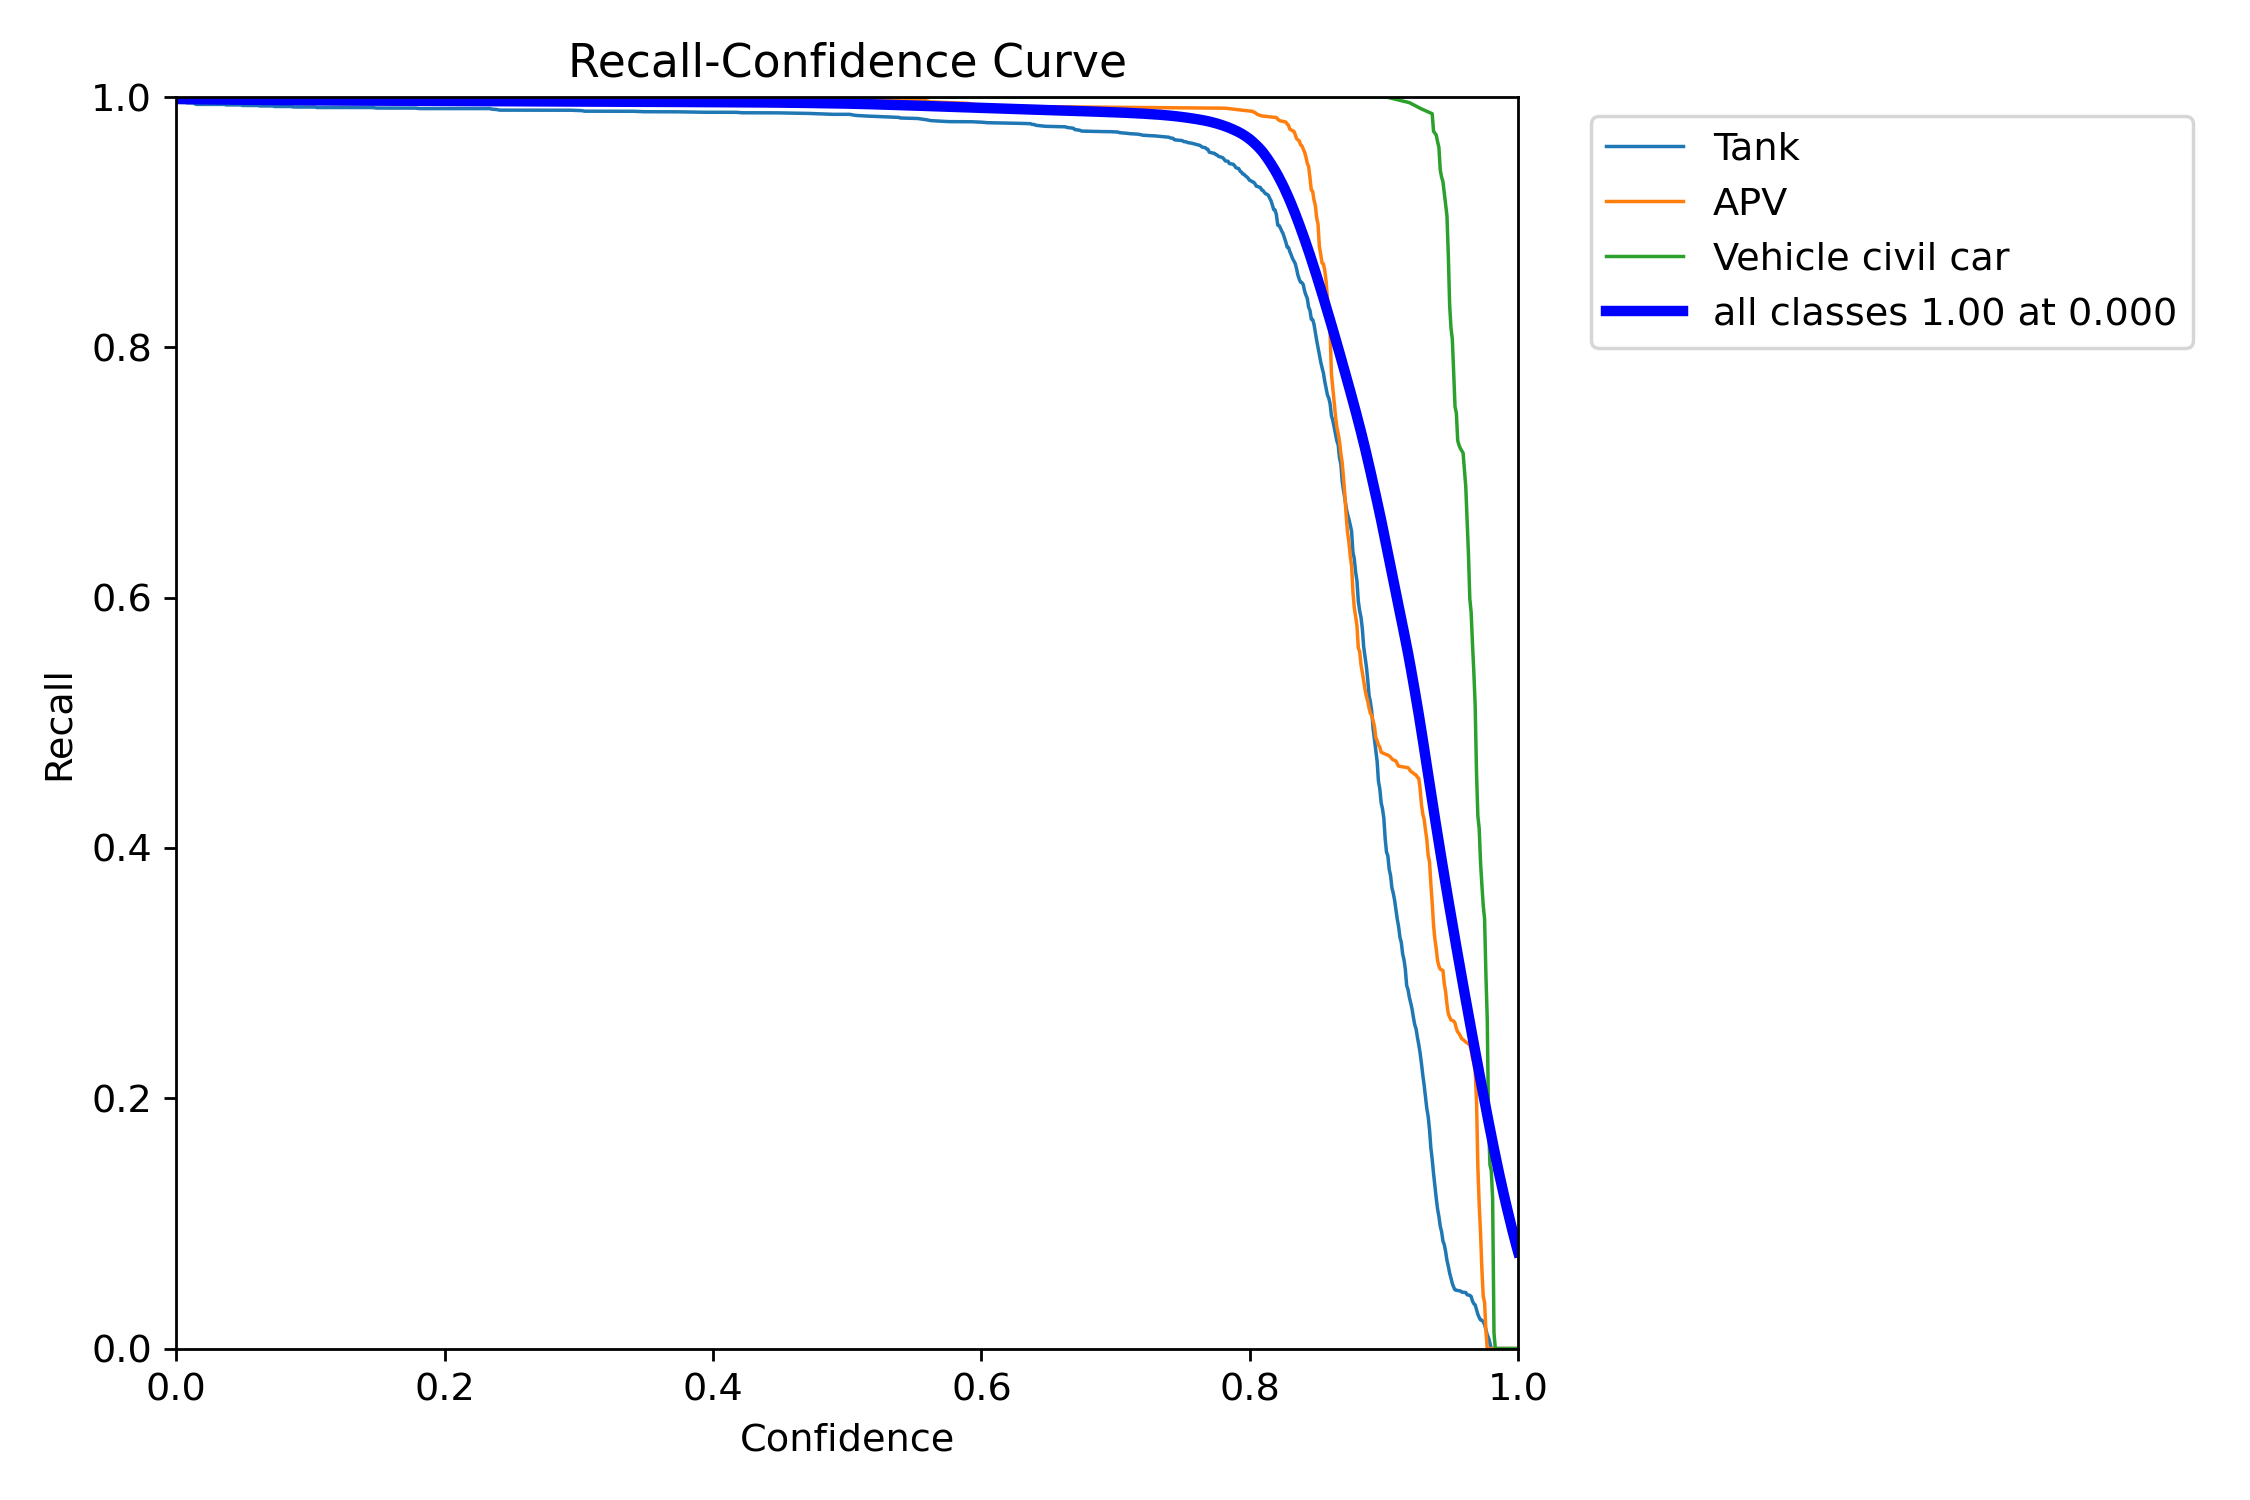 Recall-Confidence Curve
1.0
0.8
0.6
0.4
0.2
0.0
Recall
0.0 0.2 0.4 0.6 0.8 1.0
Confidence
Tank
APV
Vehicle civil car
all classes 1.00 at 0.000